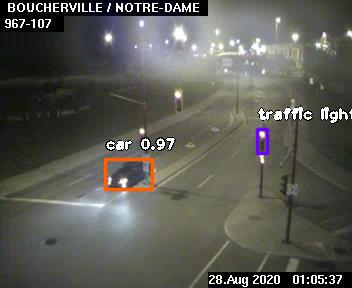 BOUCHERVILLE / NOTRE-DAME
967-107
traffic light
car 0.97
28.Aug 2020 01:05:37